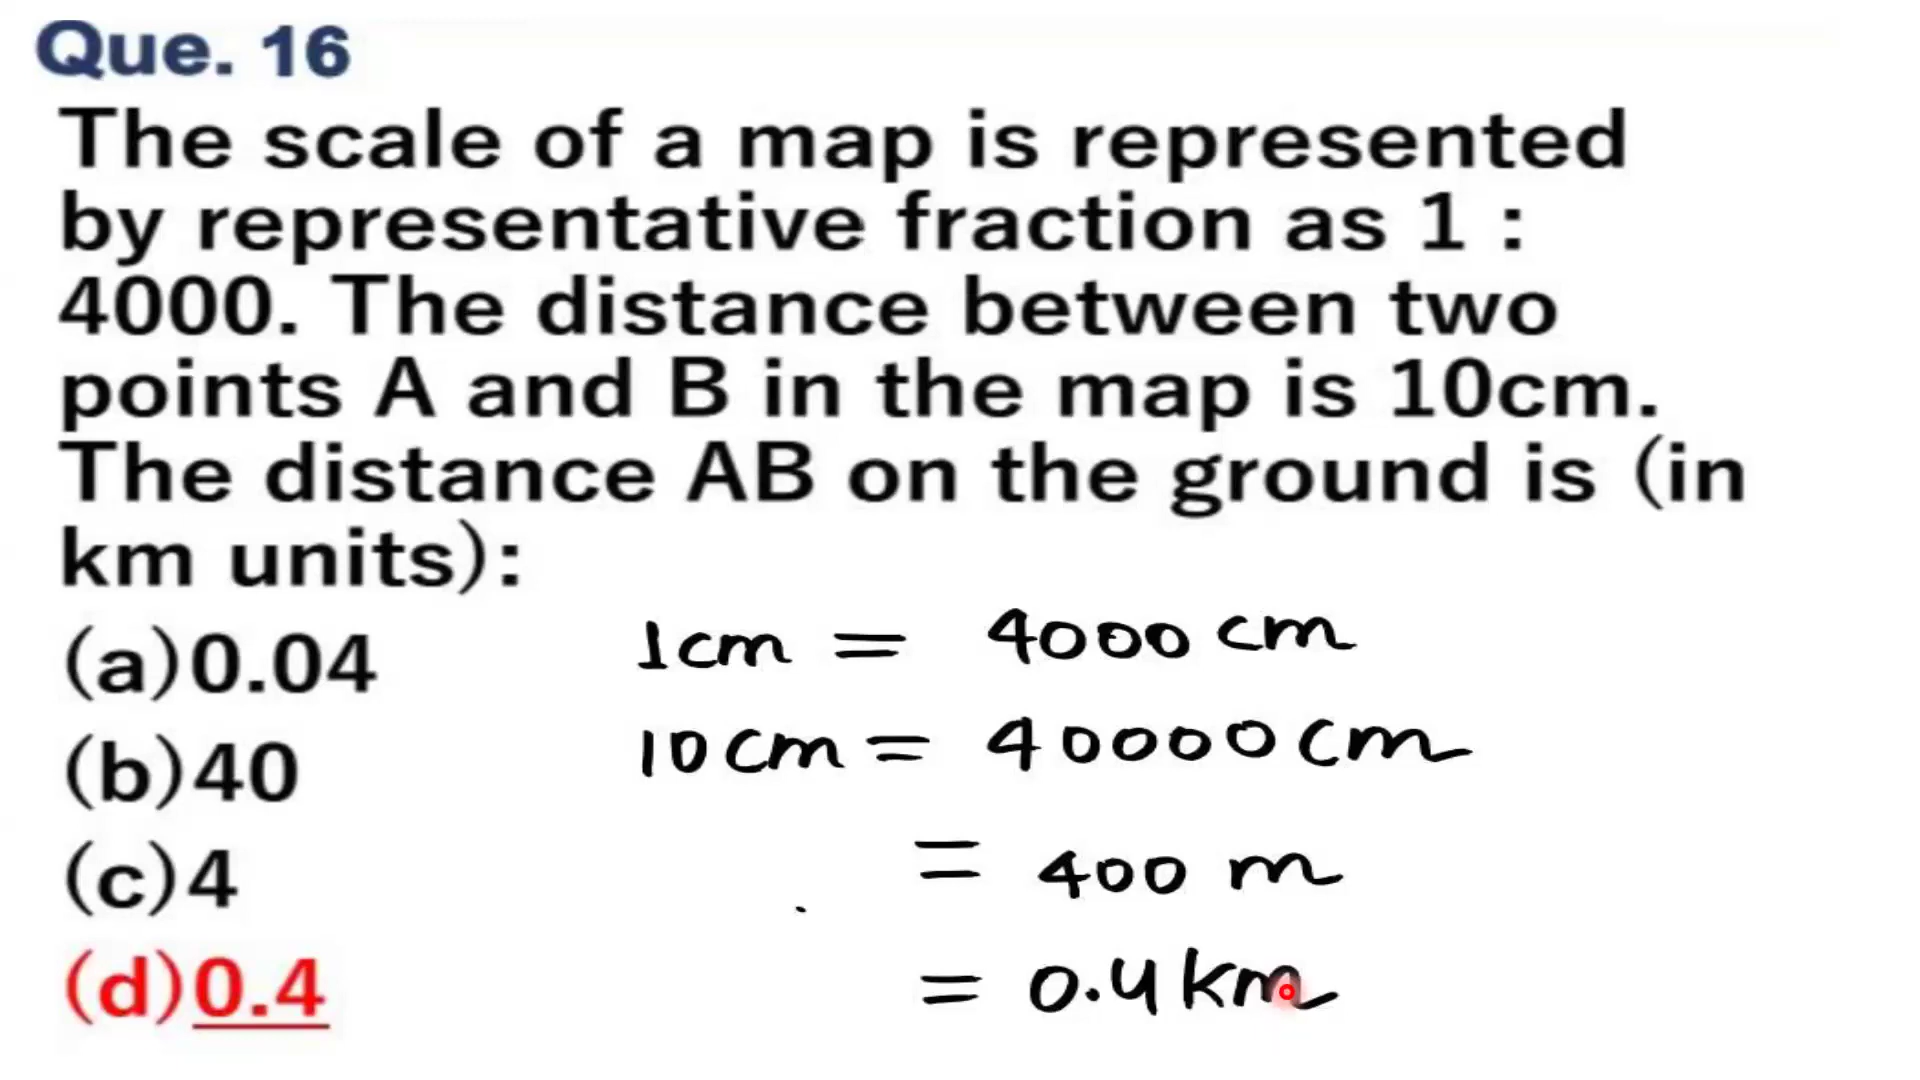 Que. 16
The scale of a map is represented
by representative fraction as 1 :
4000. The distance between two
points A and B in the map is 10cm.
The distance AB on the ground is (in
km units):
(a)0.04
(b)40
(c)4
(d)0.4
1cm = 4000 cm
10cm = 40000 cm
= 400 m
= 0.4 km